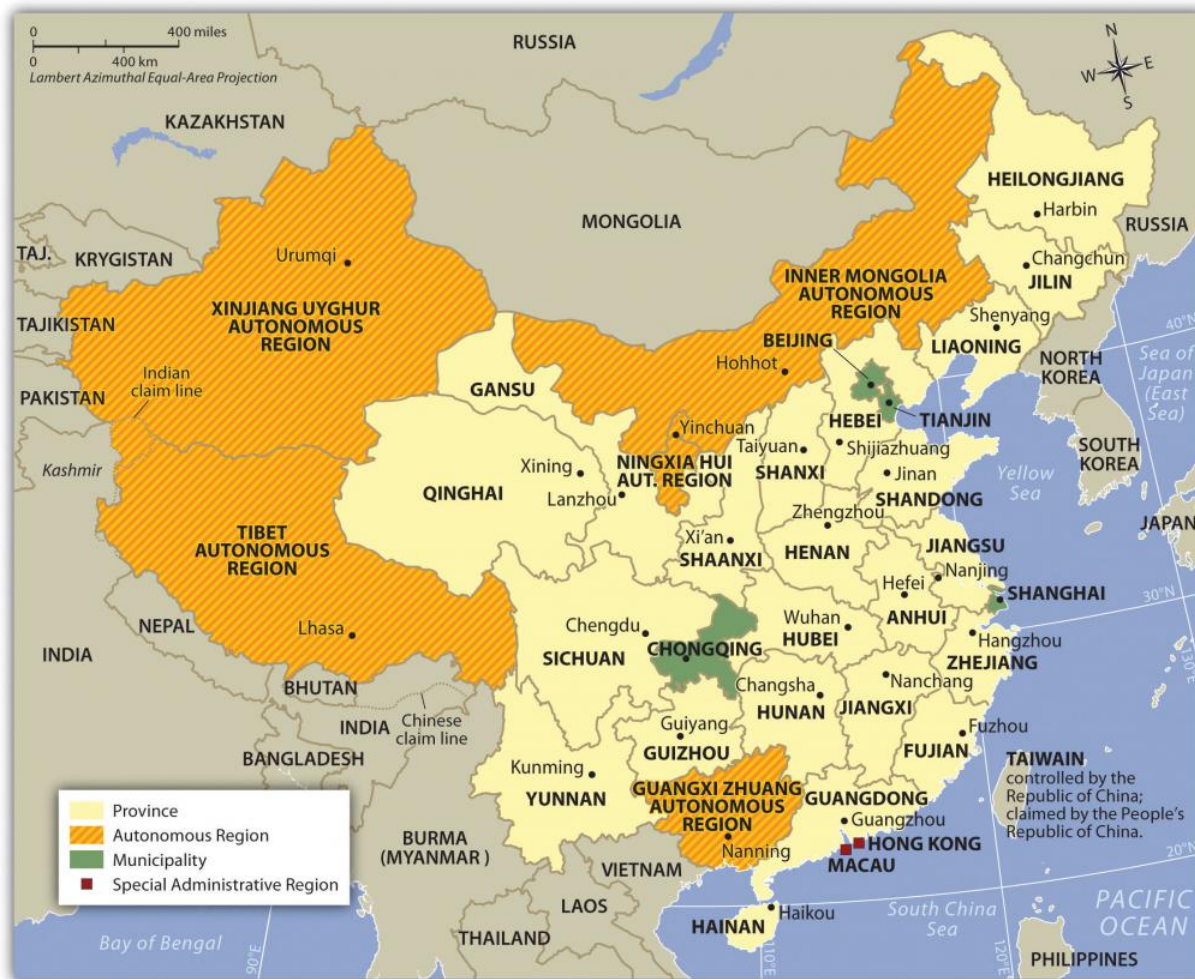 0 400 miles
0 400 km
Lambert Azimuthal Equal-Area Projection
N
W E
S
RUSSIA
KAZAKHSTAN
MONGOLIA
HEILONGJIANG
Harbin
RUSSIA
TAJ.
KRYGISTAN
Urumqi
Changchun
JILIN
INNER MONGOLIA
AUTONOMOUS
REGION
XINJIANG UYGHUR
AUTONOMOUS
REGION
TAJIKISTAN
Shenyang
LIAONING
40°N
BEIJING
Hohhot
NORTH
KOREA
Sea of
Japan
(East
Sea)
Indian
claim line
PAKISTAN
GANSU
HEBEI
TIANJIN
Yinchuan
Taiyuan
Shijiazhuang
SOUTH
KOREA
Kashmir
Xining
NINGXIA HUI
AUT. REGION
SHANXI
Jinan
Yellow
Sea
QINGHAI
Lanzhou
SHANDONG
Zhengzhou
JAPAN
TIBET
AUTONOMOUS
REGION
Xi'an
SHAANXI
HENAN
JIANGSU
Hefei
Nanjing
SHANGHAI
30°N
NEPAL
Lhasa
Chengdu
Wuhan
HUBEI
ANHUI
Hangzhou
INDIA
SICHUAN
CHONGQING
ZHEJIANG
130°E
BHUTAN
Changsha
Nanchang
HUNAN
JIANGXI
INDIA
Chinese
claim line
Guiyang
GUIZHOU
Fuzhou
FUJIAN
BANGLADESH
Kunming
YUNNAN
GUANGXI ZHUANG
AUTONOMOUS
REGION
GUANGDONG
Guangzhou
TAIWAIN
controlled by the
Republic of China;
claimed by the People's
Republic of China.
Province
Autonomous Region
Municipality
Special Administrative Region
BURMA
(MYANMAR )
Nanning
HONG KONG
MACAU
20°N
VIETNAM
LAOS
HAINAN
Haikou
South China
Sea
PACIFIC
OCEAN
Bay of Bengal
THAILAND
90°E
110°E
120°E
PHILIPPINES